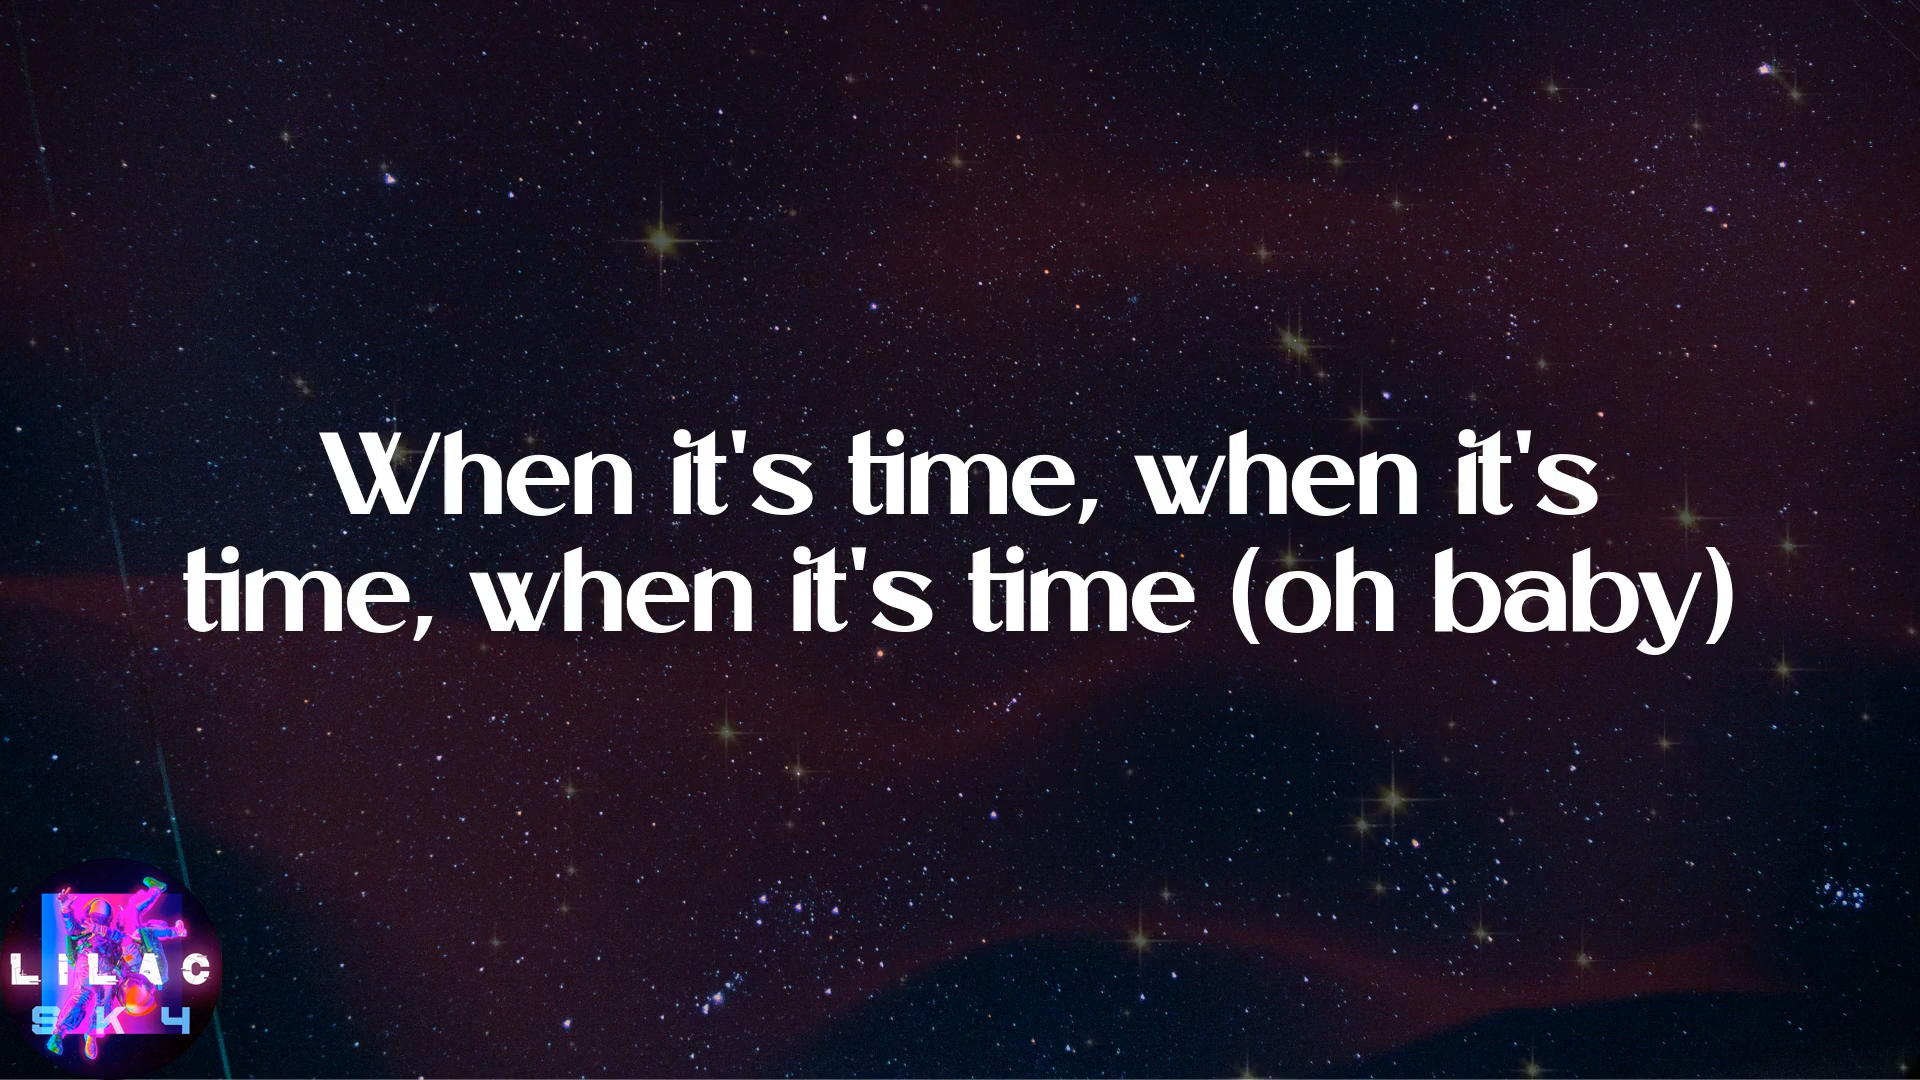 When it's time, when it's
time, when it's time (oh baby)
LILAC
SKY